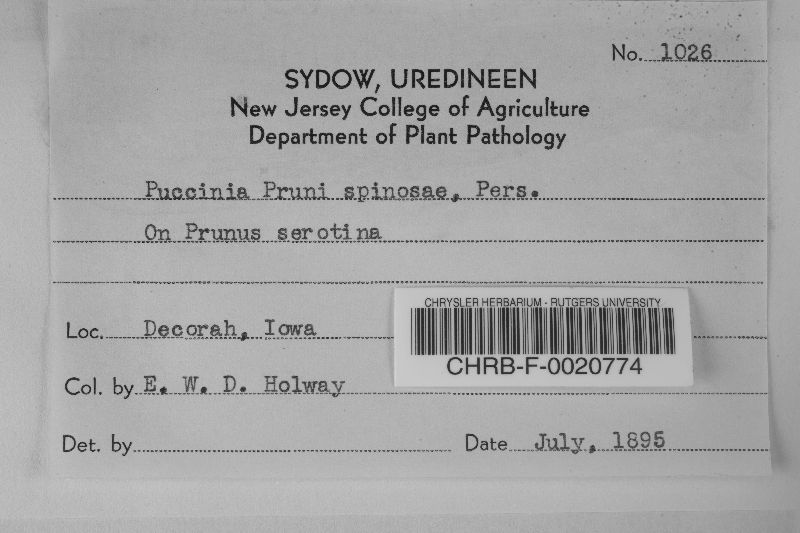 No. 1026
SYDOW, UREDINEEN
New Jersey College of Agriculture
Department of Plant Pathology
Puccinia Pruni spinosae, Pers.
On Prunus serotina
CHRYSLER HERBARIUM - RUTGERS UNIVERSITY
Loc. Decorah, Iowa
CHRB-F-0020774
Col. by E. W. D. Holway
Det. by
Date July, 1895